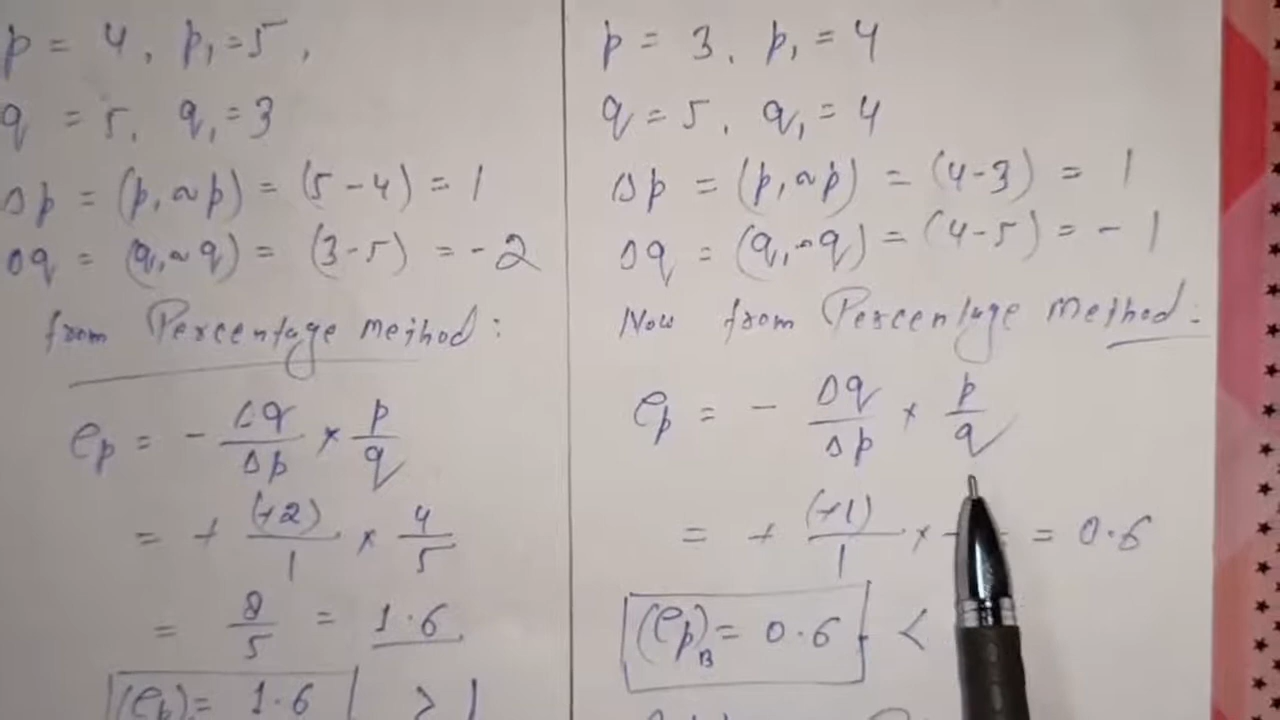 p = 4, p₁ = 5,
q = 5, q₁ = 3
Δp = (p₁ ~ p) = (5 - 4) = 1
Δq = (q₁ ~ q) = (3 - 5) = - 2
from Percentage Method :
ep = - Δq/Δp × p/q
= + (+2)/1 × 4/5
= 8/5 = 1.6
(ep) = 1.6 > 1
p = 3, p₁ = 4
q = 5, q₁ = 4
Δp = (p₁ ~ p) = (4 - 3) = 1
Δq = (q₁ ~ q) = (4 - 5) = - 1
Now from Percentage Method :
ep = - Δq/Δp × p/q
= + (+1)/1 × = 0.6
(ep)B = 0.6 <